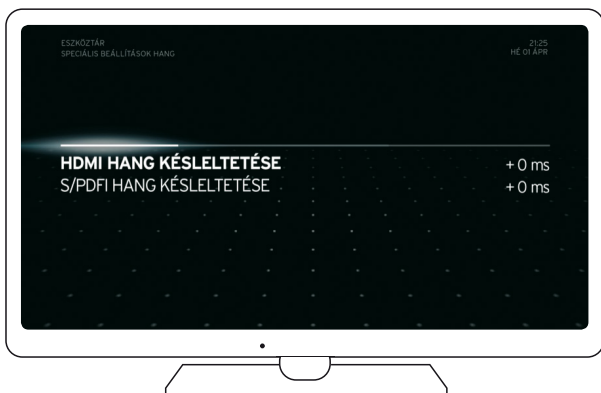 ESZKÖZTÁR
SPECIÁLIS BEÁLLÍTÁSOK HANG
21:25
HÉ 01 ÁPR
HDMI HANG KÉSLELTETÉSE + 0 ms
S/PDFI HANG KÉSLELTETÉSE + 0 ms